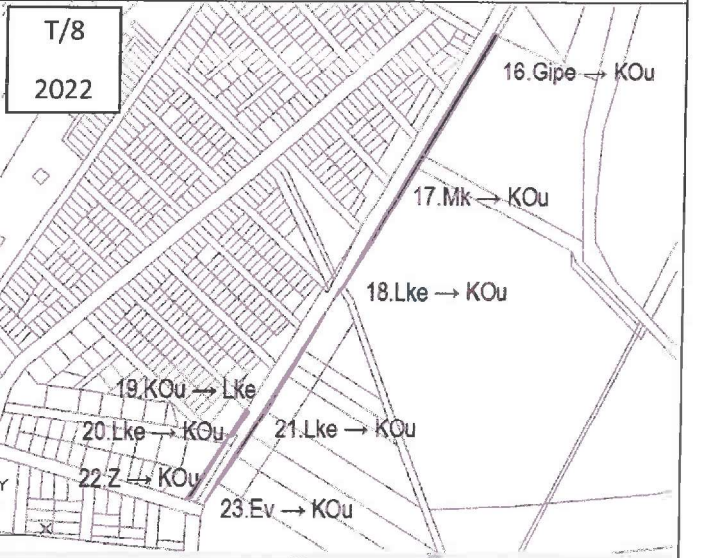 T/8
2022
16.Gipe → KOu
17.Mk → KOu
18.Lke → KOu
19.KOu → Lke
20.Lke → KOu
21.Lke → KOu
22.Z → KOu
23.Ev → KOu
Y
X